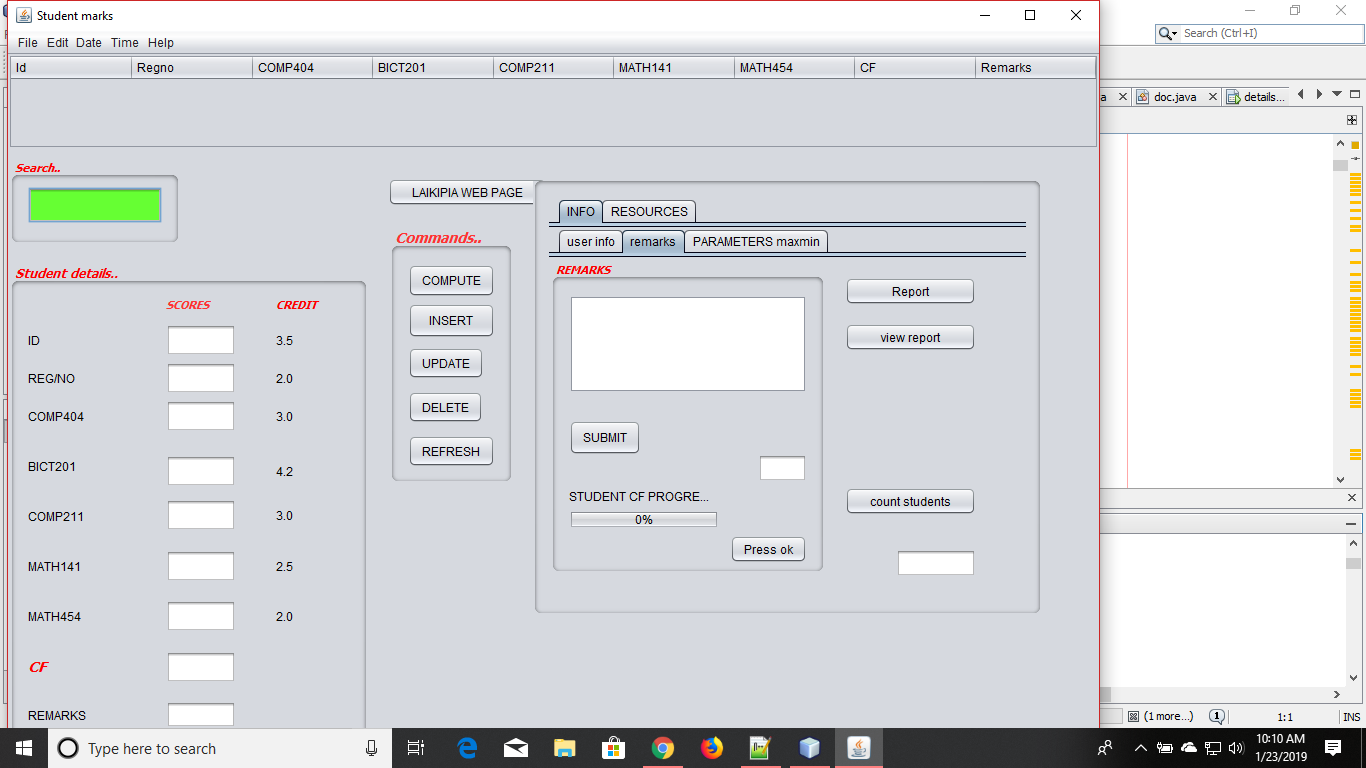 Student marks
File Edit Date Time Help
Search (Ctrl+I)
Id Regno COMP404 BICT201 COMP211 MATH141 MATH454 CF Remarks
a doc.java details...
Search..
LAIKIPIA WEB PAGE
INFO RESOURCES
Commands..
user info remarks PARAMETERS maxmin
Student details..
REMARKS
SCORES CREDIT
COMPUTE
Report
INSERT
ID 3.5
view report
UPDATE
REG/NO 2.0
DELETE
COMP404 3.0
SUBMIT
REFRESH
BICT201 4.2
STUDENT CF PROGRE...
count students
COMP211 3.0
0%
Press ok
MATH141 2.5
MATH454 2.0
CF
REMARKS
(1 more...) 1 1:1 INS
Type here to search
10:10 AM
1/23/2019